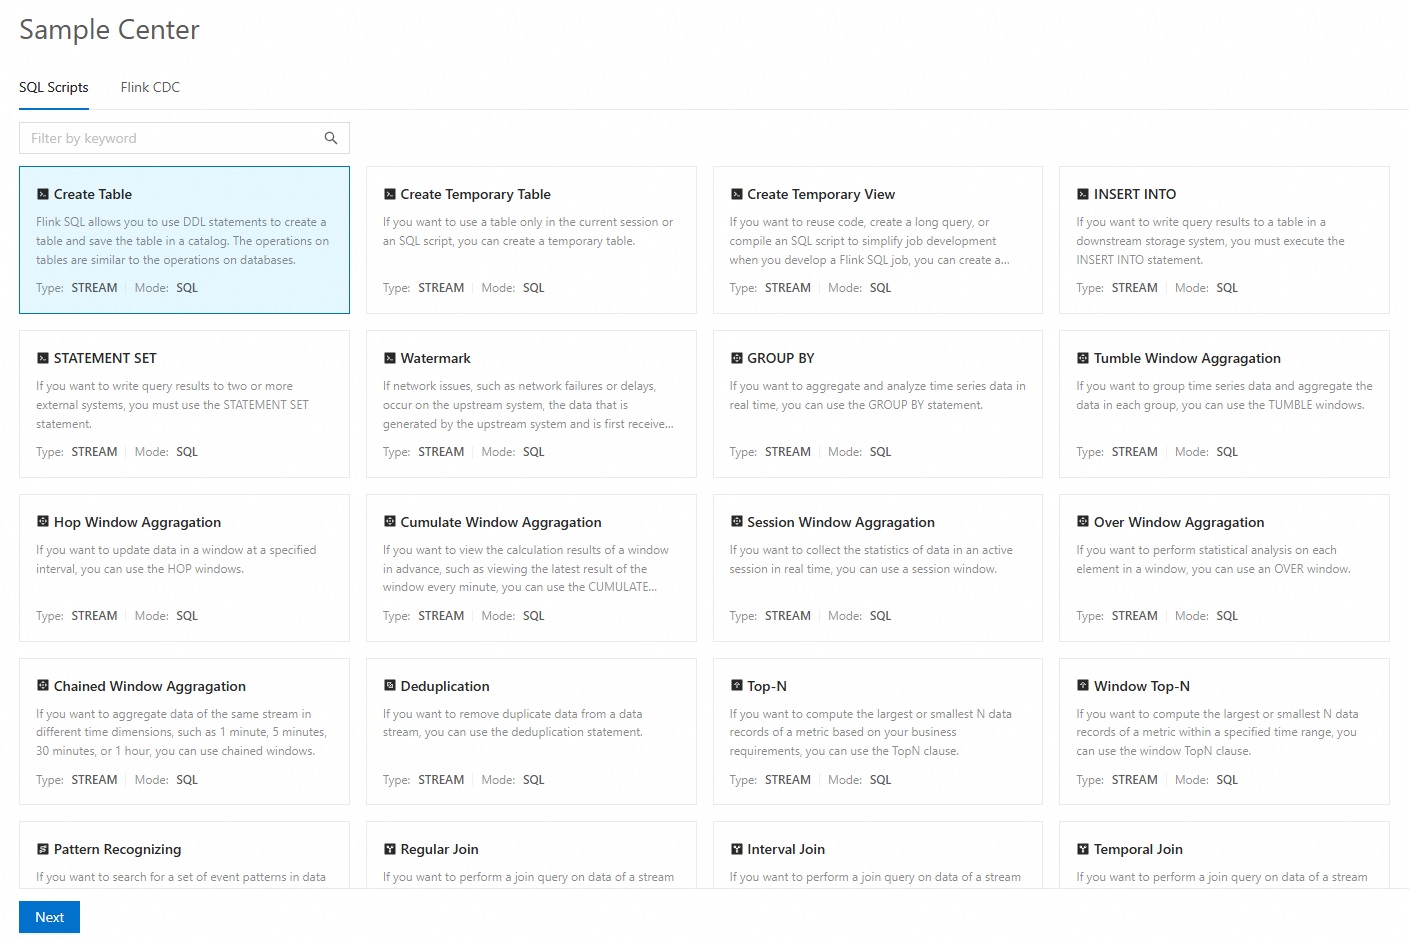 Sample Center
SQL Scripts
Flink CDC
Filter by keyword
Create Table
Flink SQL allows you to use DDL statements to create a
table and save the table in a catalog. The operations on
tables are similar to the operations on databases.
Type: STREAM Mode: SQL
Create Temporary Table
If you want to use a table only in the current session or
an SQL script, you can create a temporary table.
Type: STREAM Mode: SQL
Create Temporary View
If you want to reuse code, create a long query, or
compile an SQL script to simplify job development
when you develop a Flink SQL job, you can create a...
Type: STREAM Mode: SQL
INSERT INTO
If you want to write query results to a table in a
downstream storage system, you must execute the
INSERT INTO statement.
Type: STREAM Mode: SQL
STATEMENT SET
If you want to write query results to two or more
external systems, you must use the STATEMENT SET
statement.
Type: STREAM Mode: SQL
Watermark
If network issues, such as network failures or delays,
occur on the upstream system, the data that is
generated by the upstream system and is first receive...
Type: STREAM Mode: SQL
GROUP BY
If you want to aggregate and analyze time series data in
real time, you can use the GROUP BY statement.
Type: STREAM Mode: SQL
Tumble Window Aggragation
If you want to group time series data and aggregate the
data in each group, you can use the TUMBLE windows.
Type: STREAM Mode: SQL
Hop Window Aggragation
If you want to update data in a window at a specified
interval, you can use the HOP windows.
Type: STREAM Mode: SQL
Cumulate Window Aggragation
If you want to view the calculation results of a window
in advance, such as viewing the latest result of the
window every minute, you can use the CUMULATE...
Type: STREAM Mode: SQL
Session Window Aggragation
If you want to collect the statistics of data in an active
session in real time, you can use a session window.
Type: STREAM Mode: SQL
Over Window Aggragation
If you want to perform statistical analysis on each
element in a window, you can use an OVER window.
Type: STREAM Mode: SQL
Chained Window Aggragation
If you want to aggregate data of the same stream in
different time dimensions, such as 1 minute, 5 minutes,
30 minutes, or 1 hour, you can use chained windows.
Type: STREAM Mode: SQL
Deduplication
If you want to remove duplicate data from a data
stream, you can use the deduplication statement.
Type: STREAM Mode: SQL
Top-N
If you want to compute the largest or smallest N data
records of a metric based on your business
requirements, you can use the TopN clause.
Type: STREAM Mode: SQL
Window Top-N
If you want to compute the largest or smallest N data
records of a metric within a specified time range, you
can use the window TopN clause.
Type: STREAM Mode: SQL
Pattern Recognizing
If you want to search for a set of event patterns in data
Regular Join
If you want to perform a join query on data of a stream
Interval Join
If you want to perform a join query on data of a stream
Temporal Join
If you want to perform a join query on data of a stream
Next